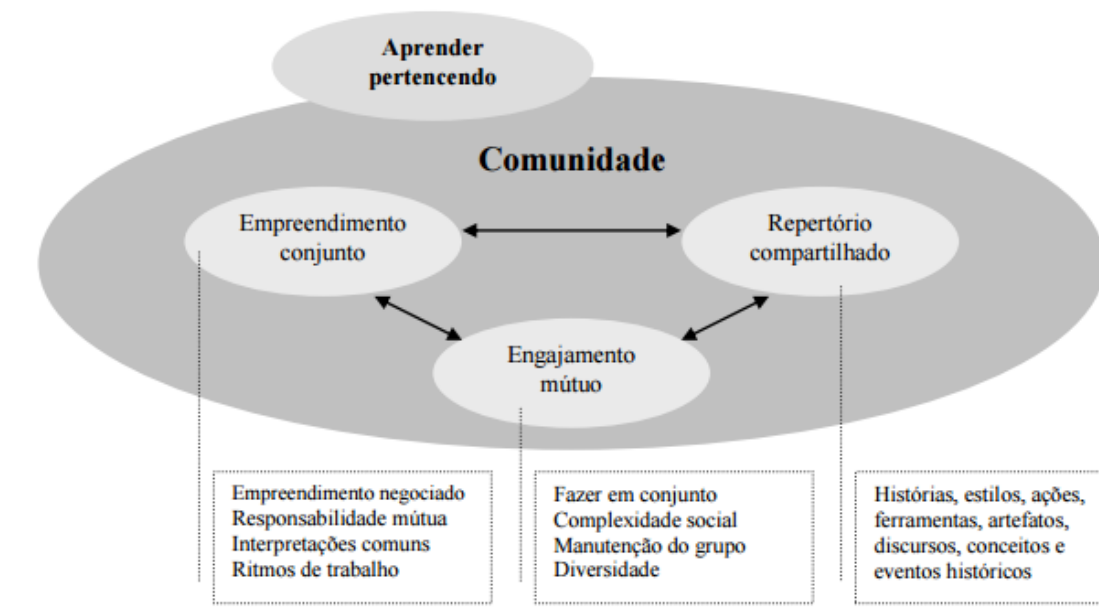 Aprender
pertencendo
Comunidade
Empreendimento
conjunto
Repertório
compartilhado
Engajamento
mútuo
Empreendimento negociado
Responsabilidade mútua
Interpretações comuns
Ritmos de trabalho
Fazer em conjunto
Complexidade social
Manutenção do grupo
Diversidade
Histórias, estilos, ações,
ferramentas, artefatos,
discursos, conceitos e
eventos históricos